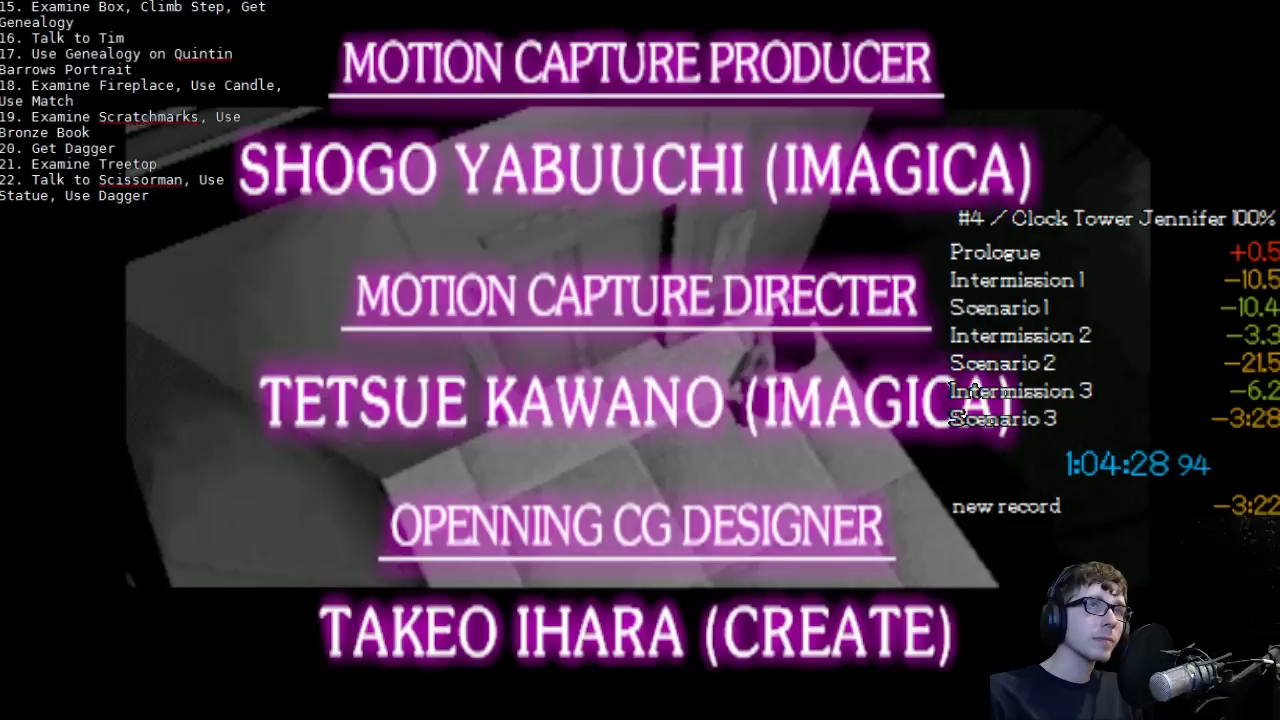 15. Examine Box, Climb Step, Get
Genealogy
16. Talk to Tim
17. Use Genealogy on Quintin
Barrows Portrait
18. Examine Fireplace, Use Candle,
Use Match
19. Examine Scratchmarks, Use
Bronze Book
20. Get Dagger
21. Examine Treetop
22. Talk to Scissorman, Use
Statue, Use Dagger
MOTION CAPTURE PRODUCER
SHOGO YABUUCHI (IMAGICA)
MOTION CAPTURE DIRECTER
TETSUE KAWANO (IMAGICA)
OPENNING CG DESIGNER
TAKEO IHARA (CREATE)
#4 / Clock Tower Jennifer 100%
Prologue +0.5
Intermission 1 −10.5
Scenario 1 −10.4
Intermission 2 −3.3
Scenario 2 −21.5
Intermission 3 −6.2
Scenario 3 −3:28
1:04:28 94
new record −3:22